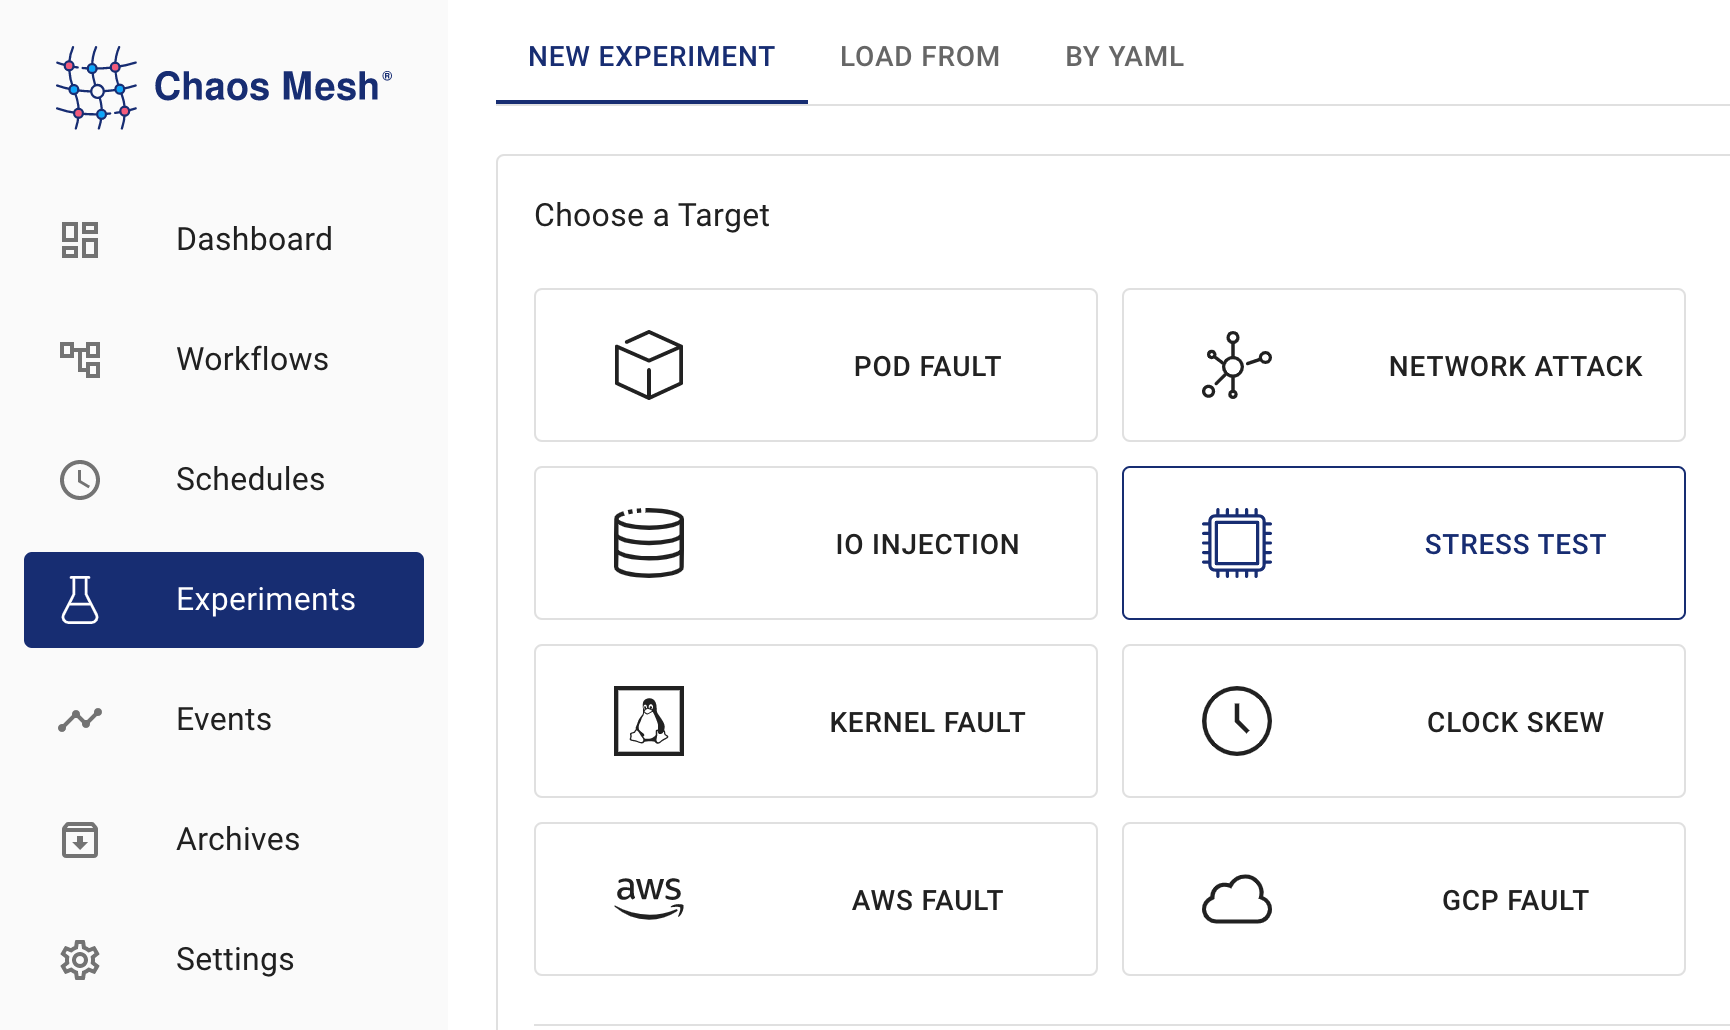 Chaos Mesh®
Dashboard
Workflows
Schedules
Experiments
Events
Archives
Settings
NEW EXPERIMENT LOAD FROM BY YAML
Choose a Target
POD FAULT NETWORK ATTACK
IO INJECTION STRESS TEST
KERNEL FAULT CLOCK SKEW
aws AWS FAULT GCP FAULT